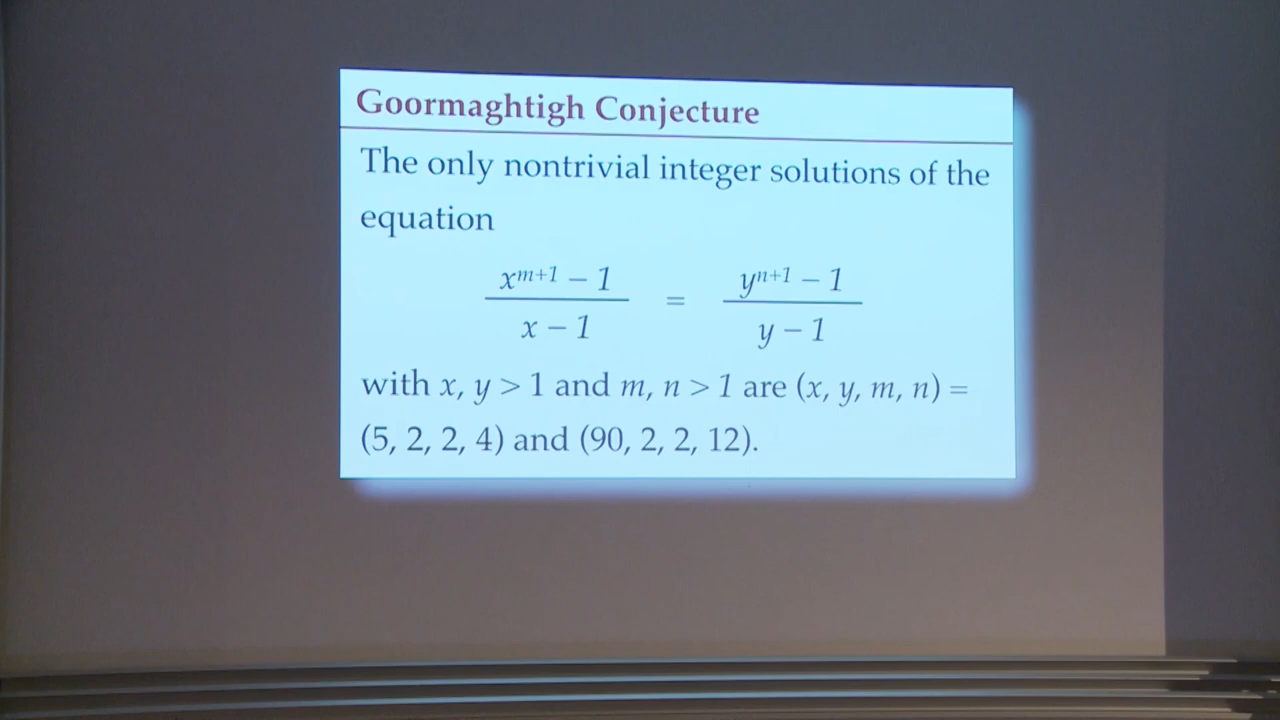 Goormaghtigh Conjecture
The only nontrivial integer solutions of the
equation
x^{m+1} – 1 / x – 1 = y^{n+1} – 1 / y – 1
with x, y > 1 and m, n > 1 are (x, y, m, n) =
(5, 2, 2, 4) and (90, 2, 2, 12).